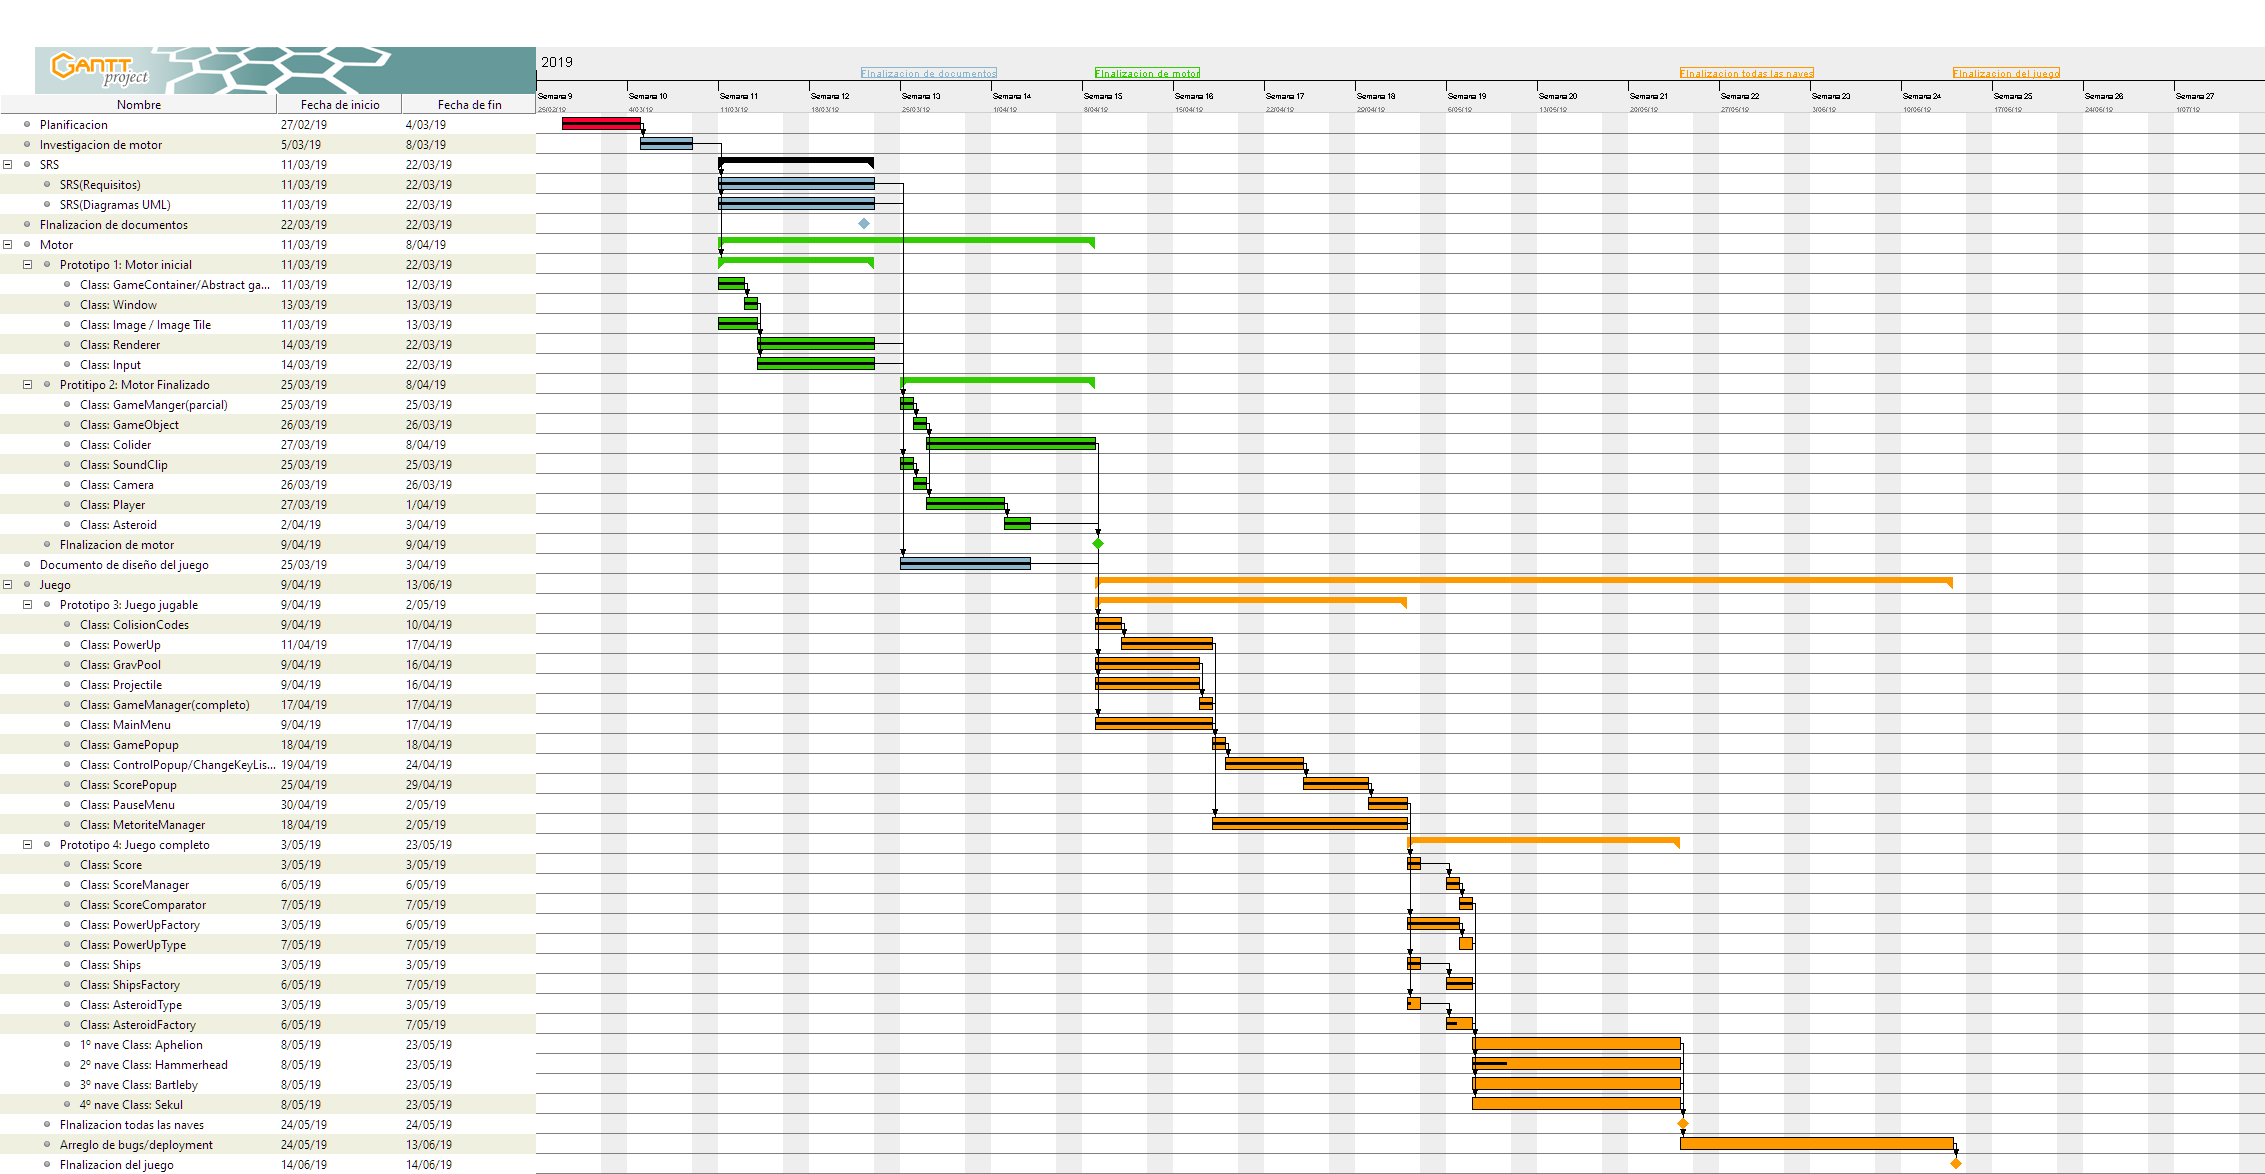 GANTT
project
2019
FInalizacion de documentos FInalizacion de motor FInalizacion todas las naves FInalizacion del juego
Nombre Fecha de inicio Fecha de fin
Semana 9 Semana 10 Semana 11 Semana 12 Semana 13 Semana 14 Semana 15 Semana 16 Semana 17 Semana 18 Semana 19 Semana 20 Semana 21 Semana 22 Semana 23 Semana 24 Semana 25 Semana 26 Semana 27
25/02/19 4/03/19 11/03/19 18/03/19 25/03/19 1/04/19 8/04/19 15/04/19 22/04/19 29/04/19 6/05/19 13/05/19 20/05/19 27/05/19 3/06/19 10/06/19 17/06/19 24/06/19 1/07/19
Planificacion 27/02/19 4/03/19
Investigacion de motor 5/03/19 8/03/19
SRS 11/03/19 22/03/19
SRS(Requisitos) 11/03/19 22/03/19
SRS(Diagramas UML) 11/03/19 22/03/19
FInalizacion de documentos 22/03/19 22/03/19
Motor 11/03/19 8/04/19
Prototipo 1: Motor inicial 11/03/19 22/03/19
Class: GameContainer/Abstract ga... 11/03/19 12/03/19
Class: Window 13/03/19 13/03/19
Class: Image / Image Tile 11/03/19 13/03/19
Class: Renderer 14/03/19 22/03/19
Class: Input 14/03/19 22/03/19
Protitipo 2: Motor Finalizado 25/03/19 8/04/19
Class: GameManger(parcial) 25/03/19 25/03/19
Class: GameObject 26/03/19 26/03/19
Class: Colider 27/03/19 8/04/19
Class: SoundClip 25/03/19 25/03/19
Class: Camera 26/03/19 26/03/19
Class: Player 27/03/19 1/04/19
Class: Asteroid 2/04/19 3/04/19
FInalizacion de motor 9/04/19 9/04/19
Documento de diseño del juego 25/03/19 3/04/19
Juego 9/04/19 13/06/19
Prototipo 3: Juego jugable 9/04/19 2/05/19
Class: ColisionCodes 9/04/19 10/04/19
Class: PowerUp 11/04/19 17/04/19
Class: GravPool 9/04/19 16/04/19
Class: Projectile 9/04/19 16/04/19
Class: GameManager(completo) 17/04/19 17/04/19
Class: MainMenu 9/04/19 17/04/19
Class: GamePopup 18/04/19 18/04/19
Class: ControlPopup/ChangeKeyLis... 19/04/19 24/04/19
Class: ScorePopup 25/04/19 29/04/19
Class: PauseMenu 30/04/19 2/05/19
Class: MetoriteManager 18/04/19 2/05/19
Prototipo 4: Juego completo 3/05/19 23/05/19
Class: Score 3/05/19 3/05/19
Class: ScoreManager 6/05/19 6/05/19
Class: ScoreComparator 7/05/19 7/05/19
Class: PowerUpFactory 3/05/19 6/05/19
Class: PowerUpType 7/05/19 7/05/19
Class: Ships 3/05/19 3/05/19
Class: ShipsFactory 6/05/19 7/05/19
Class: AsteroidType 3/05/19 3/05/19
Class: AsteroidFactory 6/05/19 7/05/19
1º nave Class: Aphelion 8/05/19 23/05/19
2º nave Class: Hammerhead 8/05/19 23/05/19
3º nave Class: Bartleby 8/05/19 23/05/19
4º nave Class: Sekul 8/05/19 23/05/19
FInalizacion todas las naves 24/05/19 24/05/19
Arreglo de bugs/deployment 24/05/19 13/06/19
FInalizacion del juego 14/06/19 14/06/19